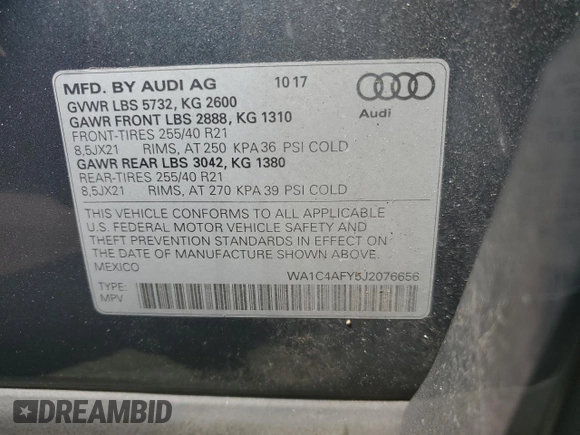 MFD. BY AUDI AG 10 17
GVWR LBS 5732, KG 2600
GAWR FRONT LBS 2888, KG 1310
FRONT-TIRES 255/40 R21
8,5JX21 RIMS, AT 250 KPA 36 PSI COLD
GAWR REAR LBS 3042, KG 1380
REAR-TIRES 255/40 R21
8,5JX21 RIMS, AT 270 KPA 39 PSI COLD
Audi
THIS VEHICLE CONFORMS TO ALL APPLICABLE
U.S. FEDERAL MOTOR VEHICLE SAFETY AND
THEFT PREVENTION STANDARDS IN EFFECT ON
THE DATE OF MANUFACTURE SHOWN ABOVE.
MEXICO
WA1C4AFY5J2076656
TYPE:
MPV
DREAMBID